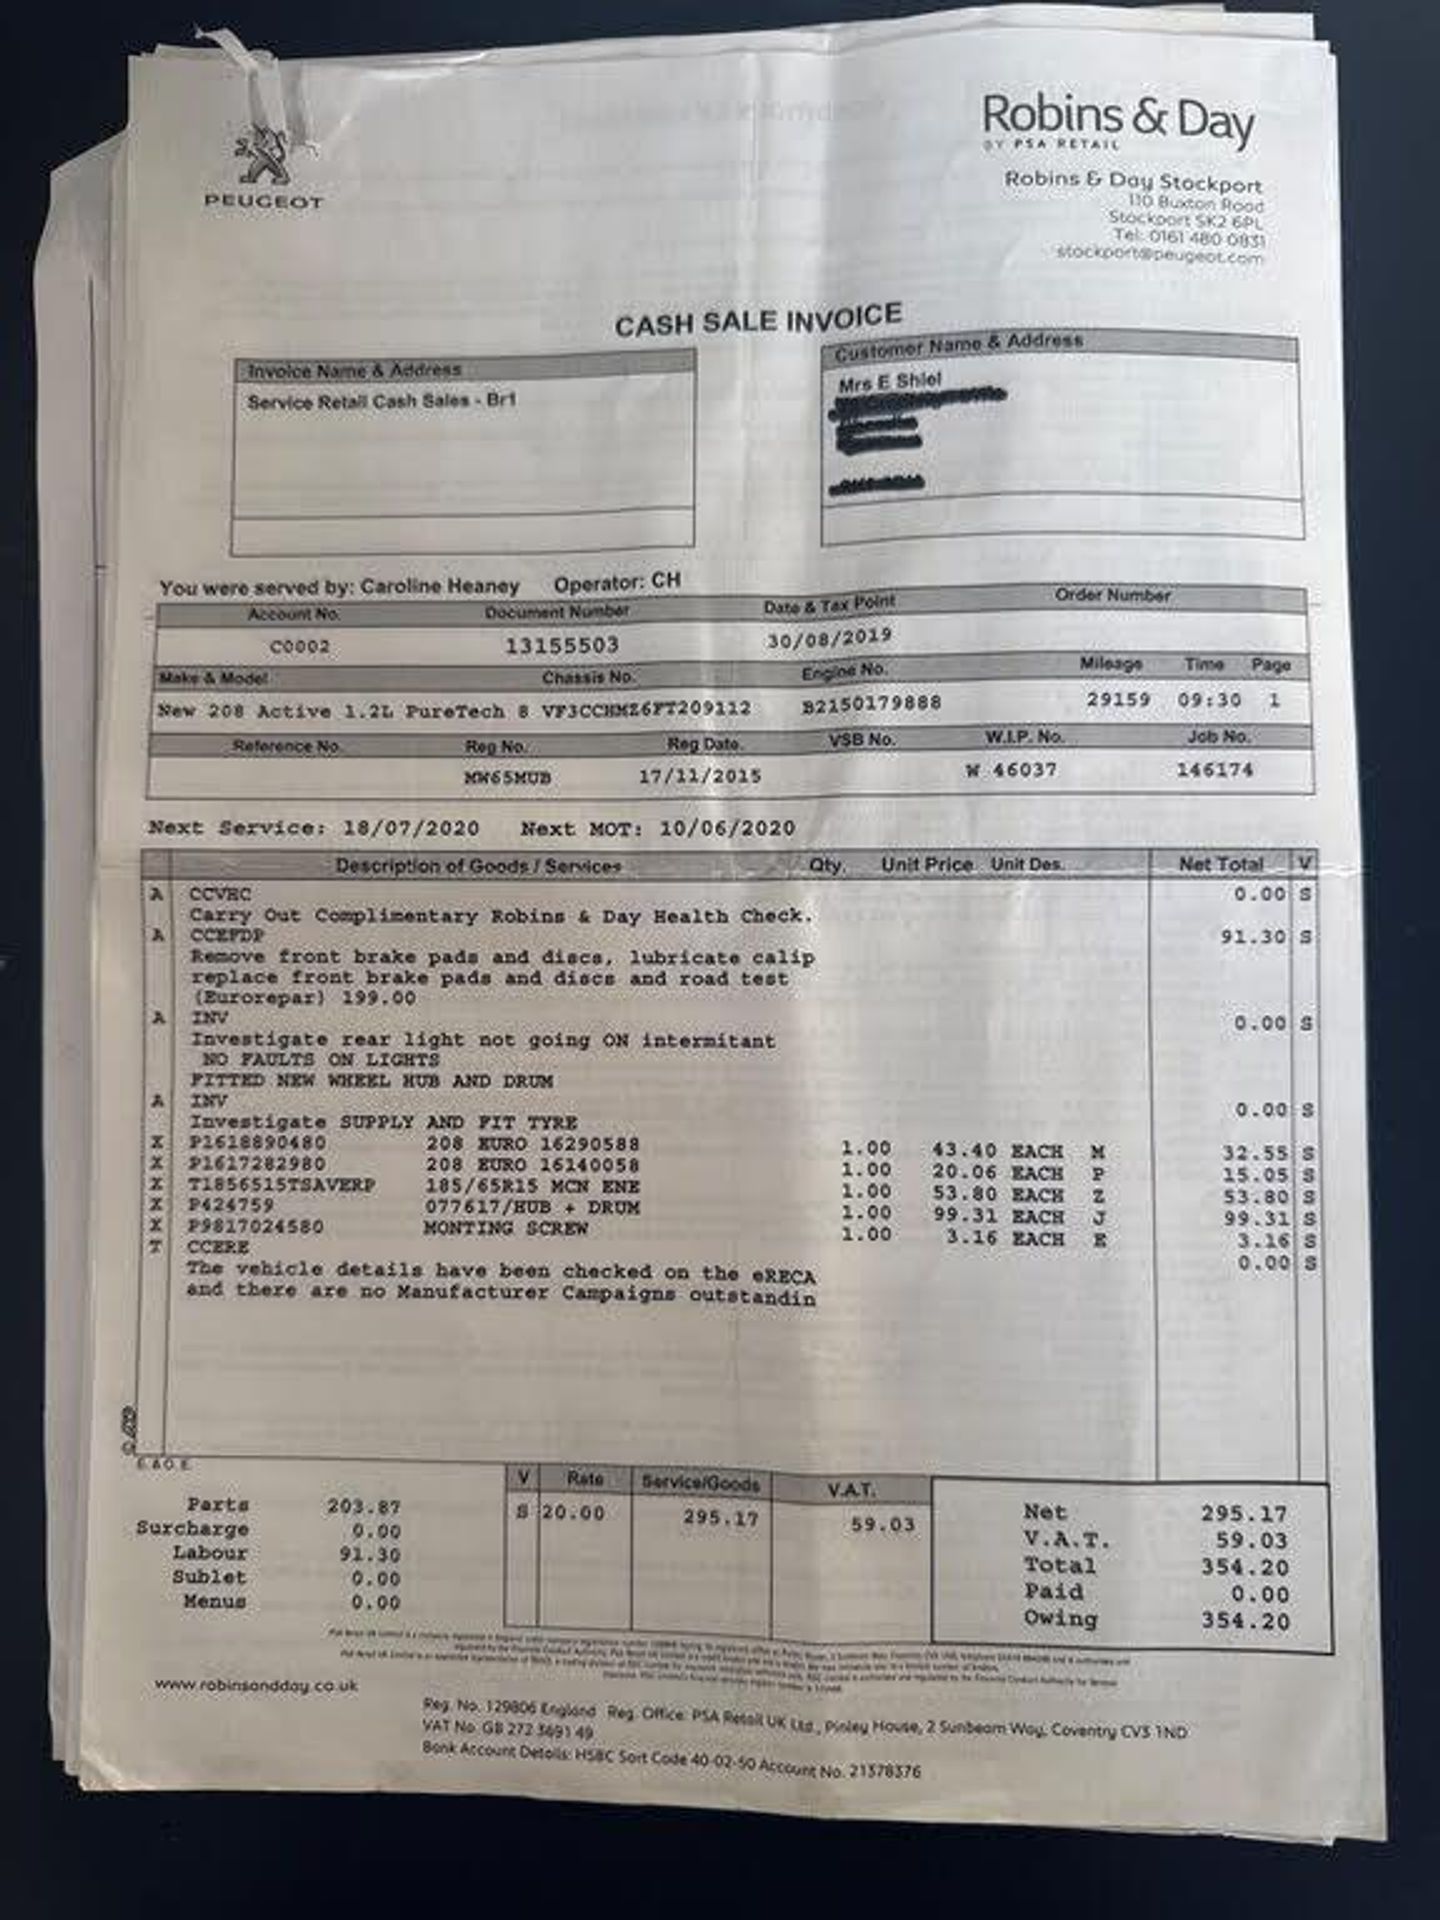 PEUGEOT
Robins & Day
BY PSA RETAIL
Robins & Day Stockport
110 Buxton Road
Stockport SK2 6PL
Tel: 0161 480 0831
stockport@peugeot.com
CASH SALE INVOICE
Invoice Name & Address
Service Retail Cash Sales - Br1
Customer Name & Address
Mrs E Shiel
You were served by: Caroline Heaney Operator: CH
Account No. Document Number Date & Tax Point Order Number
C0002 13155503 30/08/2019
Make & Model Chassis No. Engine No. Mileage Time Page
New 208 Active 1.2L PureTech 8 VF3CCHMZ6FT209112 B2150179888 29159 09:30 1
Reference No. Reg No. Reg Date. VSB No. W.I.P. No. Job No.
MW65MUB 17/11/2015 W 46037 146174
Next Service: 18/07/2020 Next MOT: 10/06/2020
Description of Goods / Services Qty. Unit Price Unit Des. Net Total V
A CCVHC 0.00 S
Carry Out Complimentary Robins & Day Health Check.
A CCEFDP 91.30 S
Remove front brake pads and discs, lubricate calip
replace front brake pads and discs and road test
(Eurorepar) 199.00
A INV 0.00 S
Investigate rear light not going ON intermitant
NO FAULTS ON LIGHTS
FITTED NEW WHEEL HUB AND DRUM
A INV 0.00 S
Investigate SUPPLY AND FIT TYRE
X P1618890480 208 EURO 16290588 1.00 43.40 EACH M 32.55 S
X P1617282980 208 EURO 16140058 1.00 20.06 EACH P 15.05 S
X T1856515TSAVERP 185/65R15 MCN ENE 1.00 53.80 EACH Z 53.80 S
X P424759 077617/HUB + DRUM 1.00 99.31 EACH J 99.31 S
X P9817024580 MONTING SCREW 1.00 3.16 EACH E 3.16 S
T CCERE 0.00 S
The vehicle details have been checked on the eRECA
and there are no Manufacturer Campaigns outstandin
E.&O.E.
V Rate Service/Goods V.A.T.
S 20.00 295.17 59.03
Parts 203.87
Surcharge 0.00
Labour 91.30
Sublet 0.00
Menus 0.00
Net 295.17
V.A.T. 59.03
Total 354.20
Paid 0.00
Owing 354.20
www.robinsandday.co.uk
Reg. No. 129806 England Reg. Office: PSA Retail UK Ltd., Pinley House, 2 Sunbeam Way, Coventry CV3 1ND
VAT No. GB 272 3691 49
Bank Account Details: HSBC Sort Code 40-02-50 Account No. 21378376